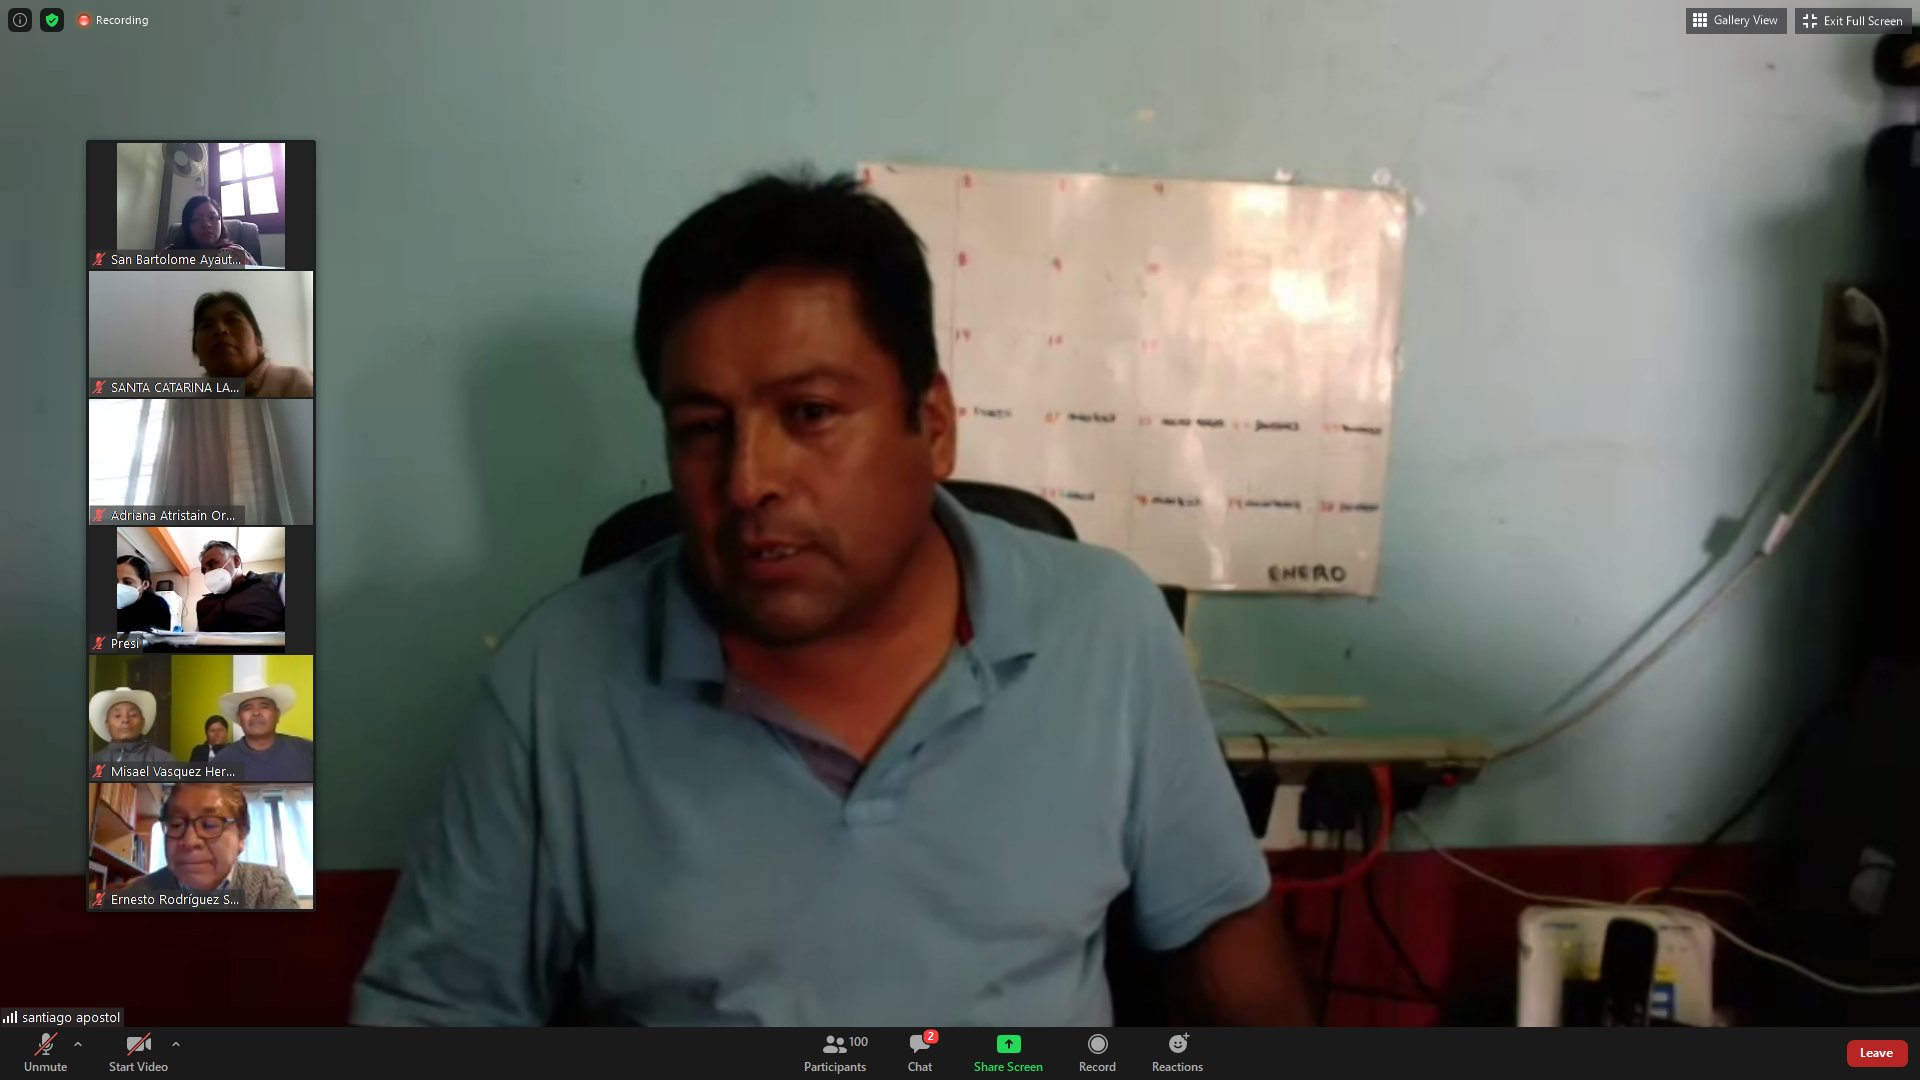 Recording
Gallery View
Exit Full Screen
San Bartolome Ayaut...
SANTA CATARINA LA...
Adriana Atristain Or...
Presi
Misael Vasquez Her...
Ernesto Rodríguez S...
ENERO
santiago apostol
Unmute
Start Video
100
Participants
2
Chat
Share Screen
Record
Reactions
Leave